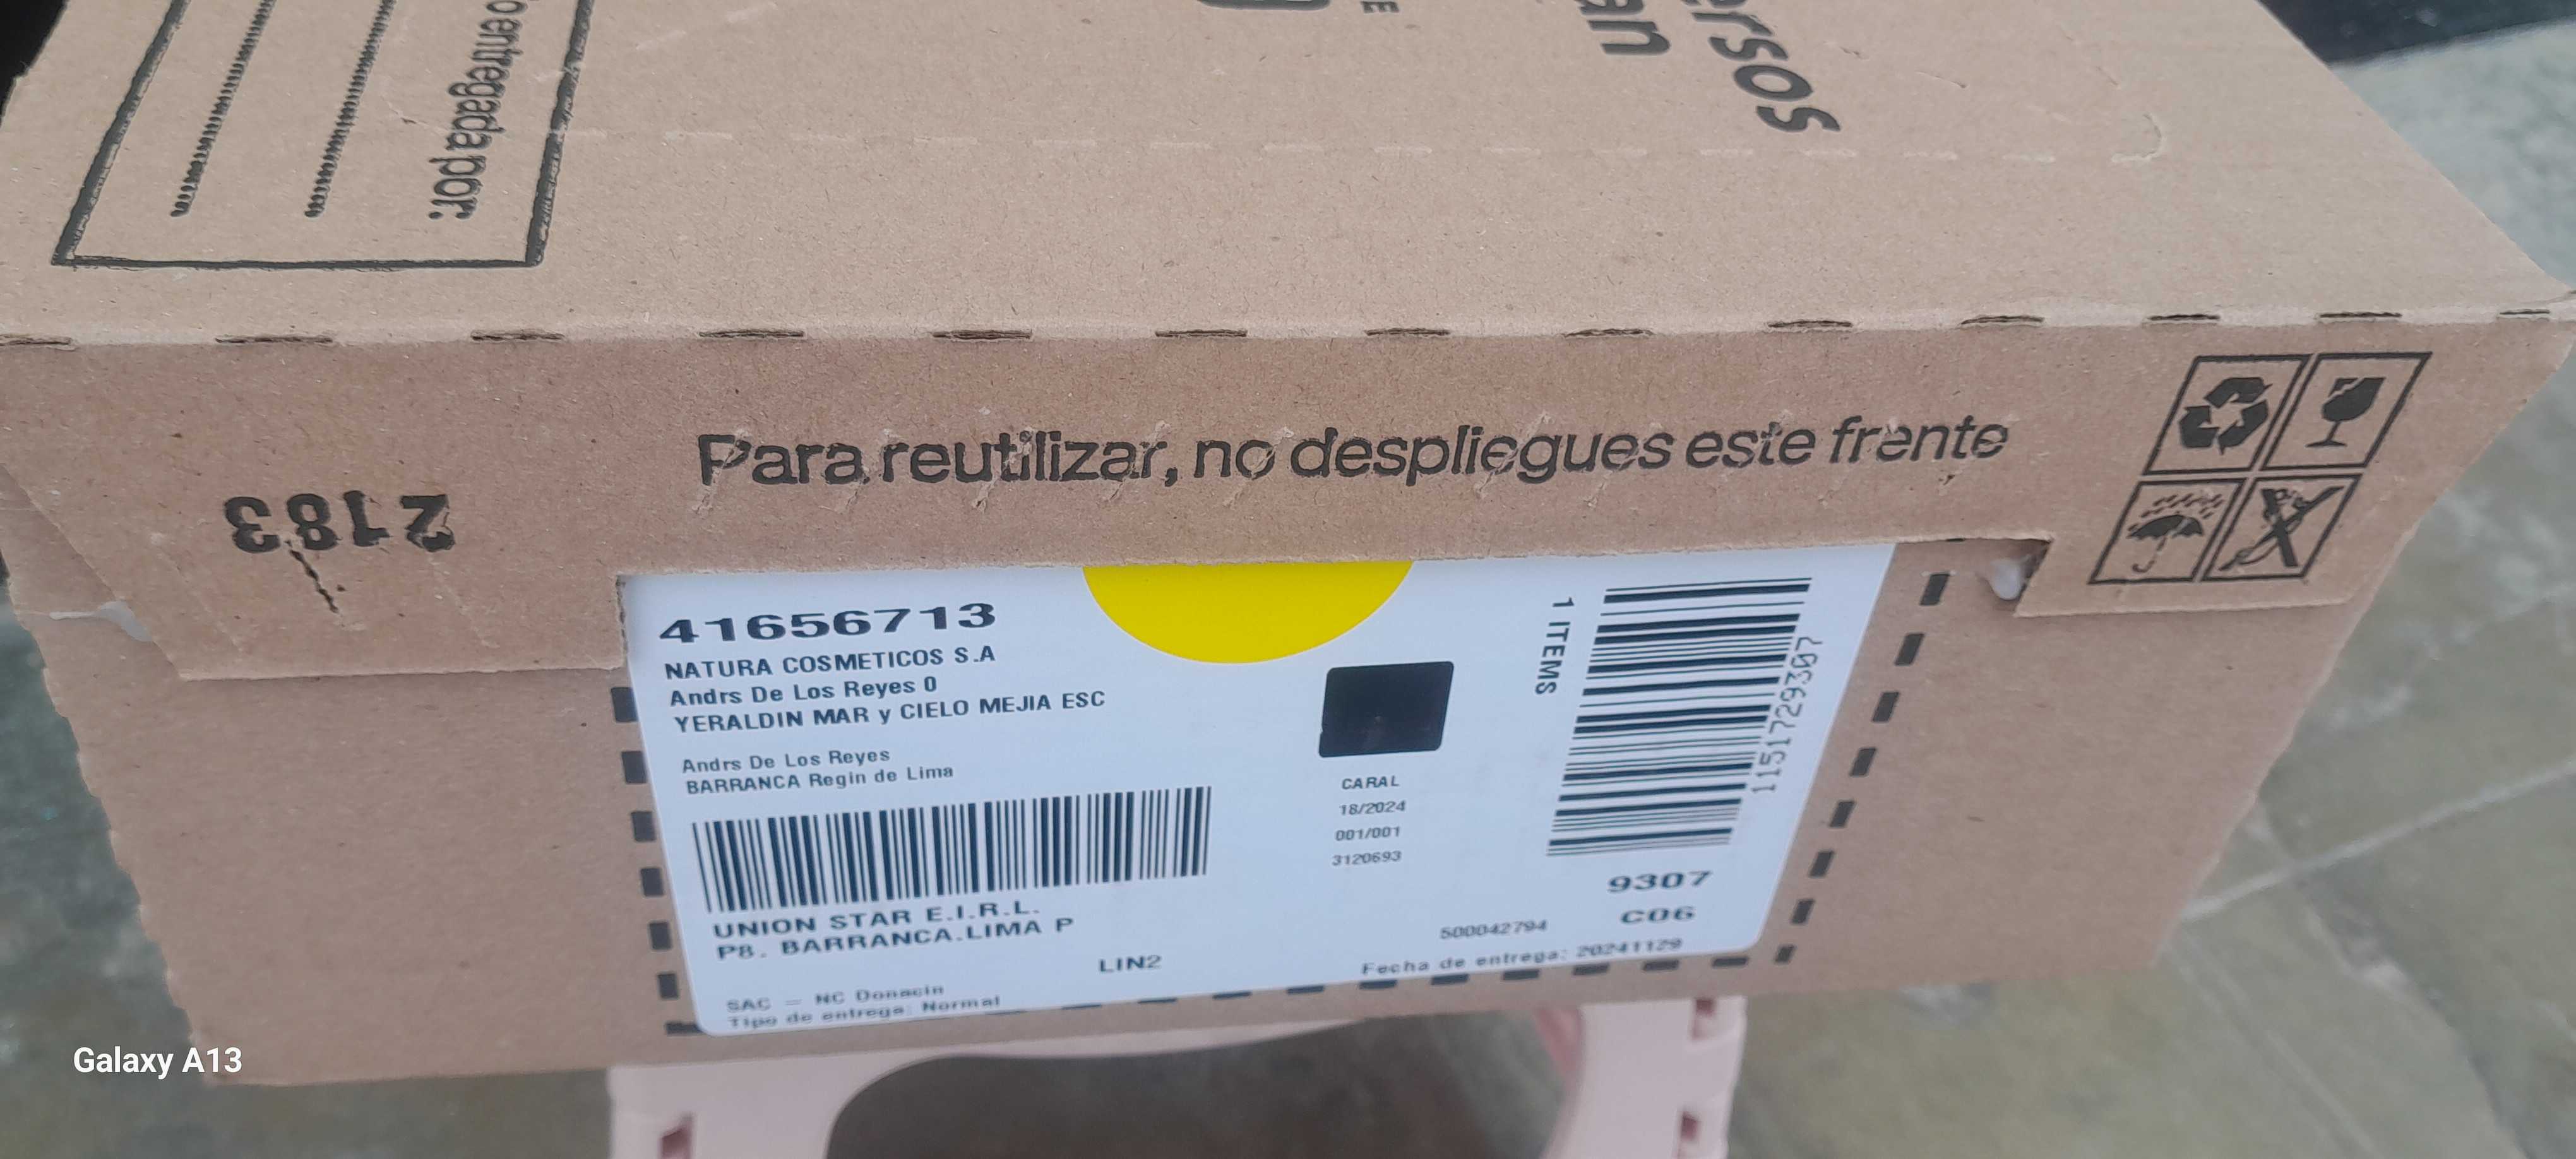 entregada por:
E
an
ersos
Para reutilizar, no despliegues este frente
2183
41656713
NATURA COSMETICOS S.A
Andrs De Los Reyes 0
YERALDIN MAR y CIELO MEJIA ESC
Andrs De Los Reyes
BARRANCA Regin de Lima
UNION STAR E.I.R.L.
P8. BARRANCA.LIMA P
LIN2
SAC - NC Donacin
Tipo de entrega: Normal
CARAL
18/2024
001/001
3120693
1 ITEMS
1151729307
9307
C06
500042794
Fecha de entrega: 20241129
Galaxy A13